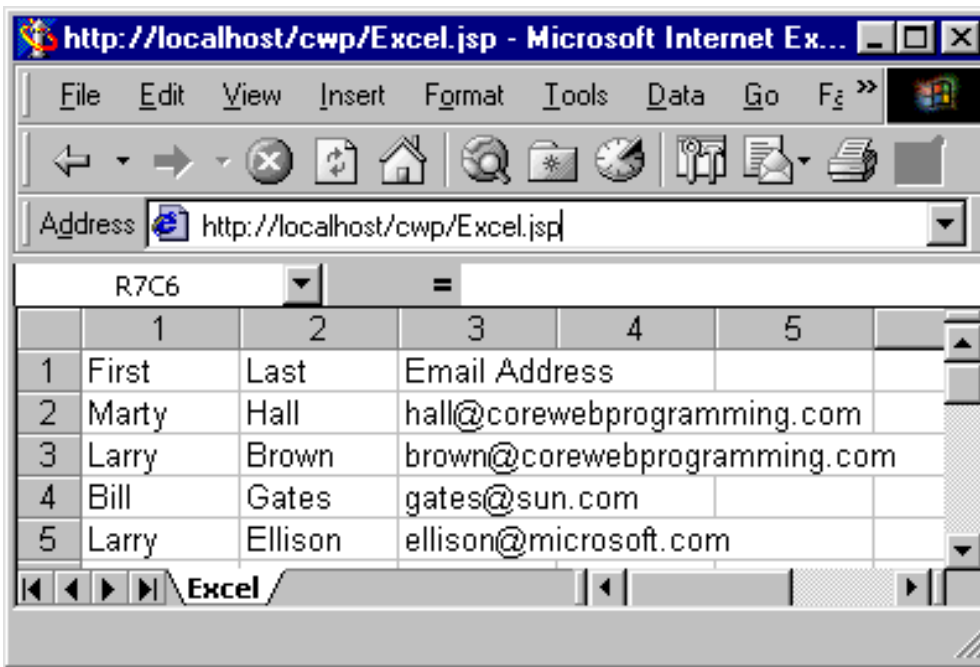 http://localhost/cwp/Excel.jsp - Microsoft Internet Ex...
File Edit View Insert Format Tools Data Go Fa »
Address http://localhost/cwp/Excel.jsp
R7C6 =
1 2 3 4 5
1 First Last Email Address
2 Marty Hall hall@corewebprogramming.com
3 Larry Brown brown@corewebprogramming.com
4 Bill Gates gates@sun.com
5 Larry Ellison ellison@microsoft.com
Excel